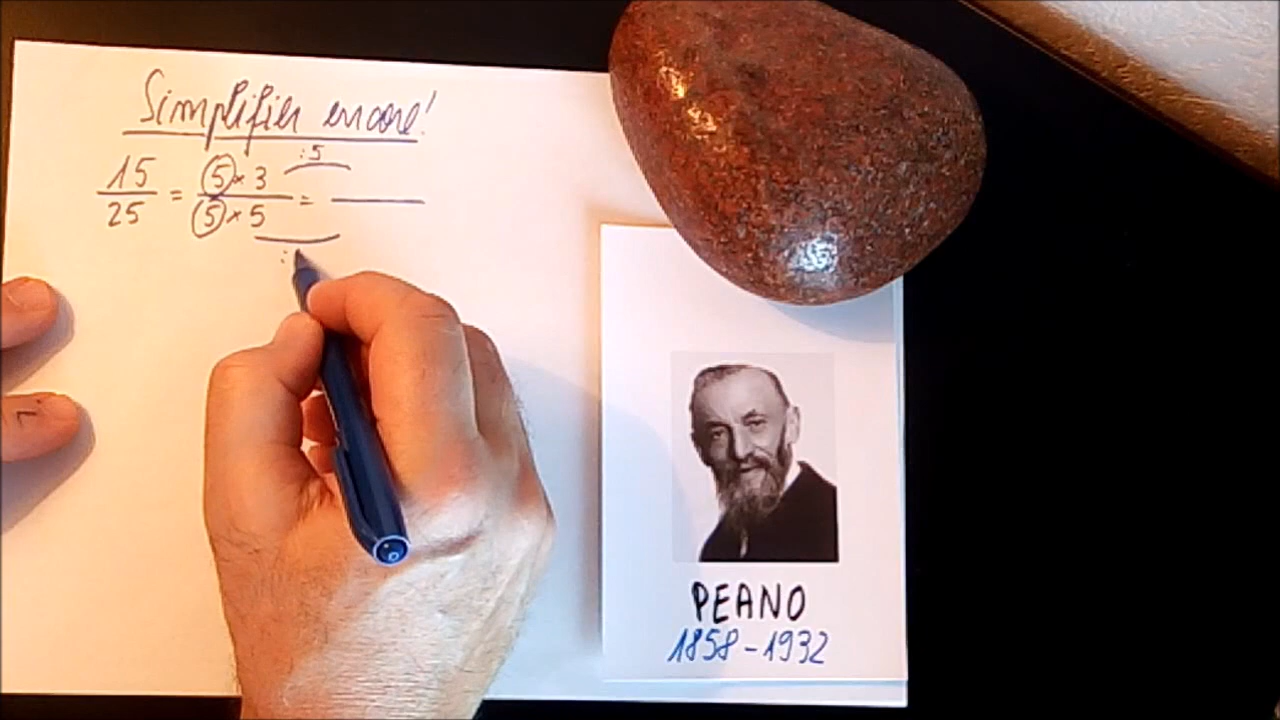 Simplifier encore!
15/25 = 5 × 3/5 × 5 = :5 :
PEANO
1858-1932